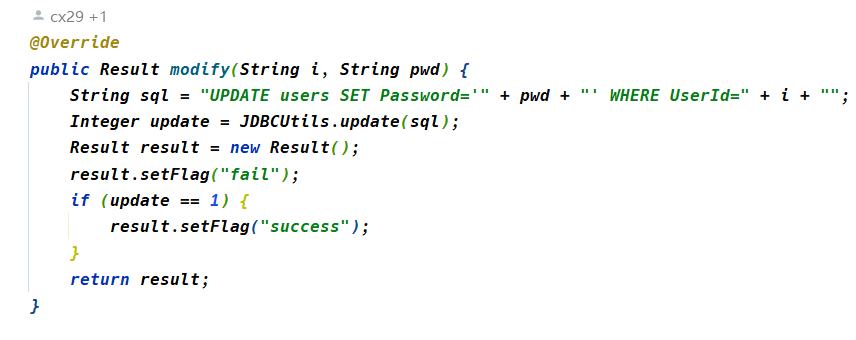 cx29 +1
@Override
public Result modify(String i, String pwd) {
    String sql = "UPDATE users SET Password='" + pwd + "' WHERE UserId=" + i + "";
    Integer update = JDBCUtils.update(sql);
    Result result = new Result();
    result.setFlag("fail");
    if (update == 1) {
        result.setFlag("success");
    }
    return result;
}